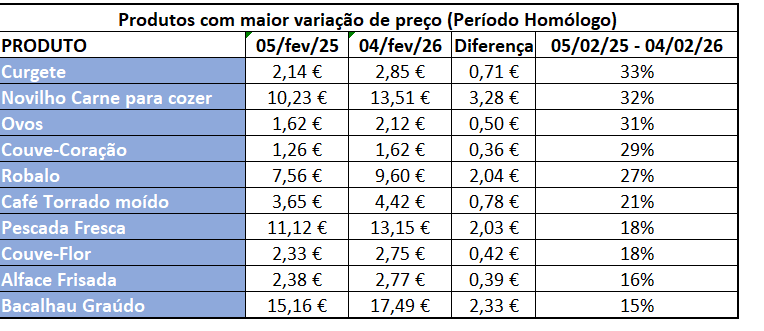 Produtos com maior variação de preço (Período Homólogo)
PRODUTO 05/fev/25 04/fev/26 Diferença 05/02/25 - 04/02/26
Curgete 2,14 € 2,85 € 0,71 € 33%
Novilho Carne para cozer 10,23 € 13,51 € 3,28 € 32%
Ovos 1,62 € 2,12 € 0,50 € 31%
Couve-Coração 1,26 € 1,62 € 0,36 € 29%
Robalo 7,56 € 9,60 € 2,04 € 27%
Café Torrado moído 3,65 € 4,42 € 0,78 € 21%
Pescada Fresca 11,12 € 13,15 € 2,03 € 18%
Couve-Flor 2,33 € 2,75 € 0,42 € 18%
Alface Frisada 2,38 € 2,77 € 0,39 € 16%
Bacalhau Graúdo 15,16 € 17,49 € 2,33 € 15%